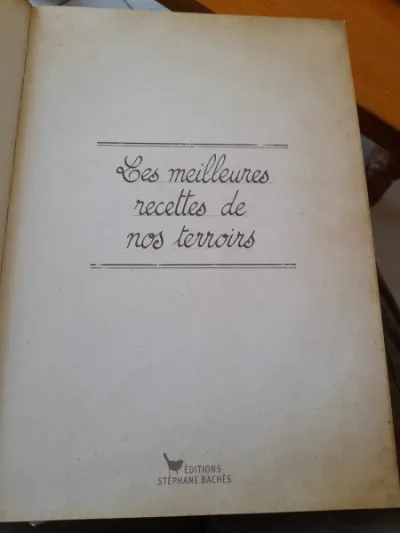 Les meilleures
recettes de
nos terroirs
ÉDITIONS
STÉPHANE BACHÈS